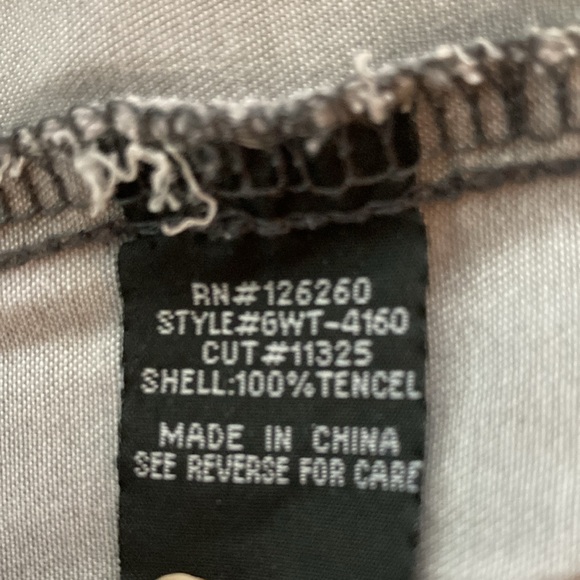 RN#126260
STYLE#GWT-4160
CUT#11325
SHELL:100%TENCEL
MADE IN CHINA
SEE REVERSE FOR CARE